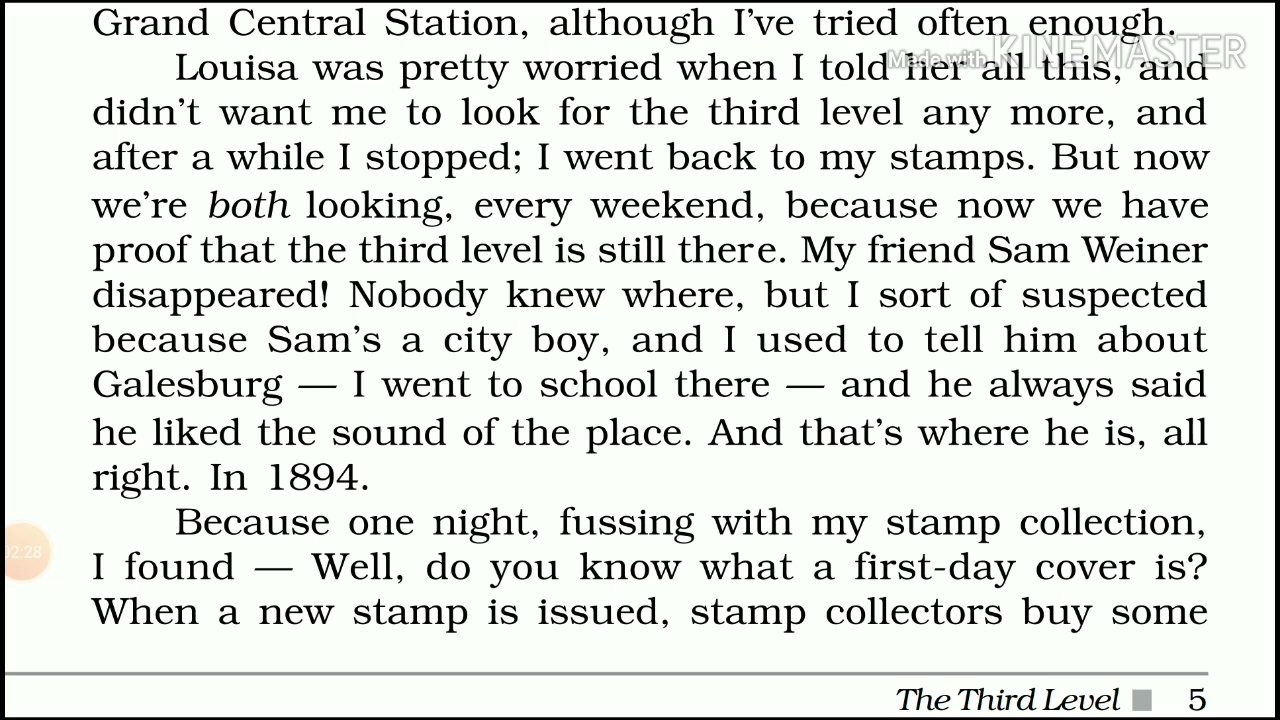 Grand Central Station, although I've tried often enough.
Made with KINEMASTER
Louisa was pretty worried when I told her all this, and
didn't want me to look for the third level any more, and
after a while I stopped; I went back to my stamps. But now
we're both looking, every weekend, because now we have
proof that the third level is still there. My friend Sam Weiner
disappeared! Nobody knew where, but I sort of suspected
because Sam's a city boy, and I used to tell him about
Galesburg — I went to school there — and he always said
he liked the sound of the place. And that's where he is, all
right. In 1894.
Because one night, fussing with my stamp collection,
02:28
I found — Well, do you know what a first-day cover is?
When a new stamp is issued, stamp collectors buy some
The Third Level ■ 5